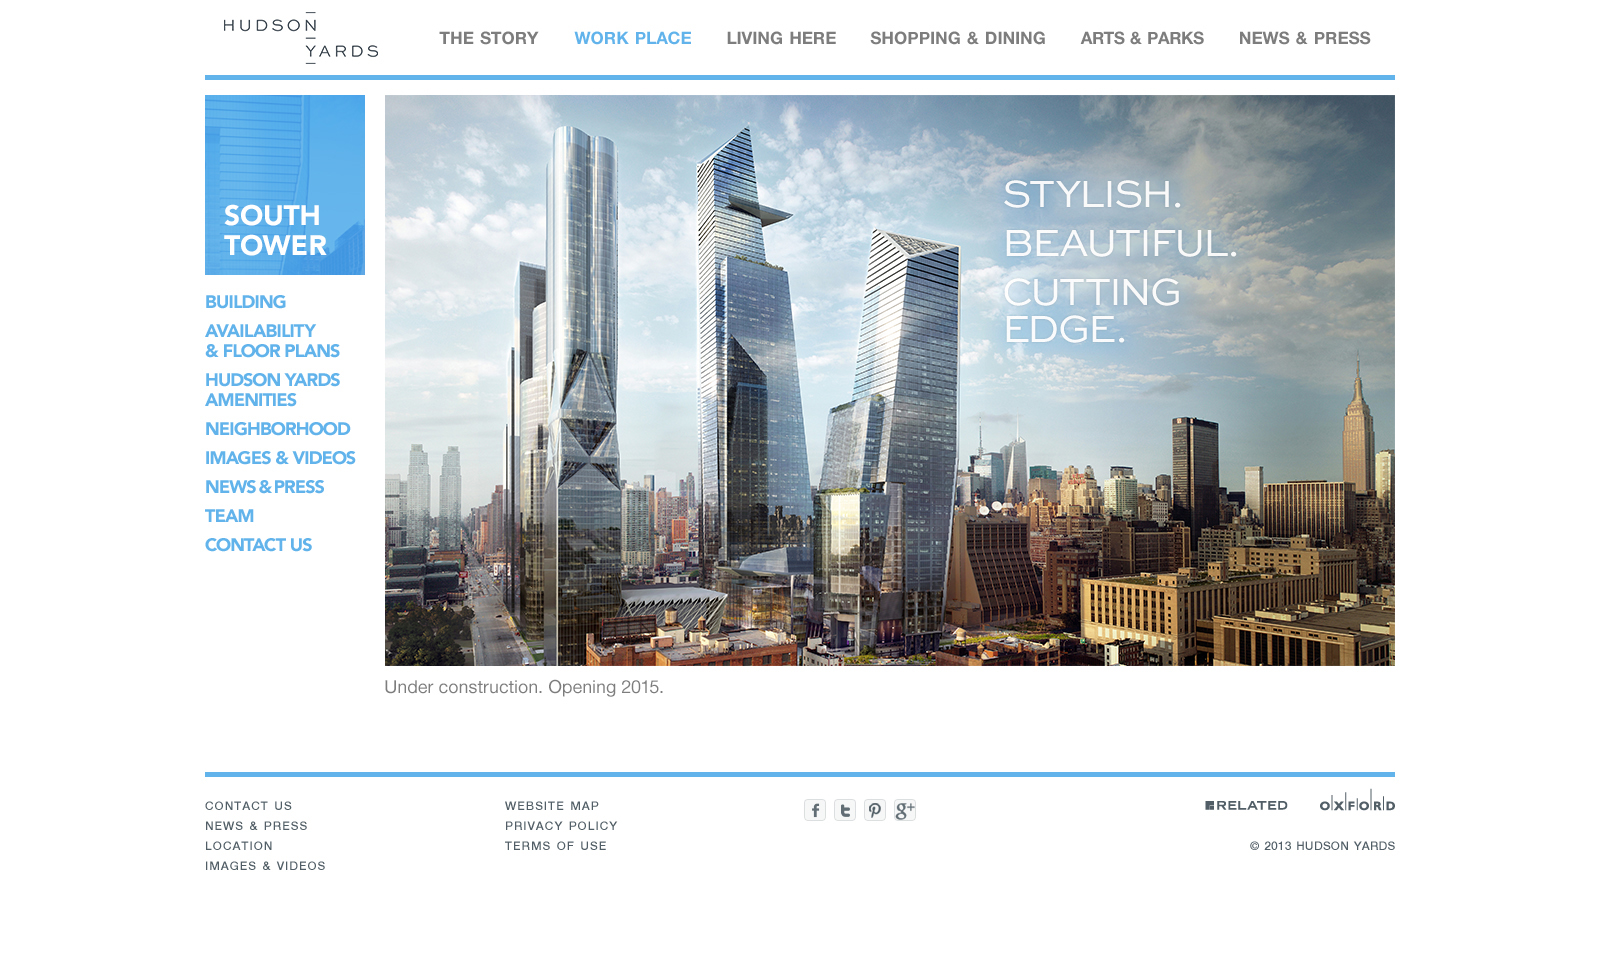 HUDSON
YARDS
THE STORY
WORK PLACE
LIVING HERE
SHOPPING & DINING
ARTS & PARKS
NEWS & PRESS
SOUTH
TOWER
BUILDING
AVAILABILITY
& FLOOR PLANS
HUDSON YARDS
AMENITIES
NEIGHBORHOOD
IMAGES & VIDEOS
NEWS & PRESS
TEAM
CONTACT US
STYLISH.
BEAUTIFUL.
CUTTING
EDGE.
Under construction. Opening 2015.
CONTACT US
NEWS & PRESS
LOCATION
IMAGES & VIDEOS
WEBSITE MAP
PRIVACY POLICY
TERMS OF USE
f
t
p
g+
RELATED
OXFORD
© 2013 HUDSON YARDS